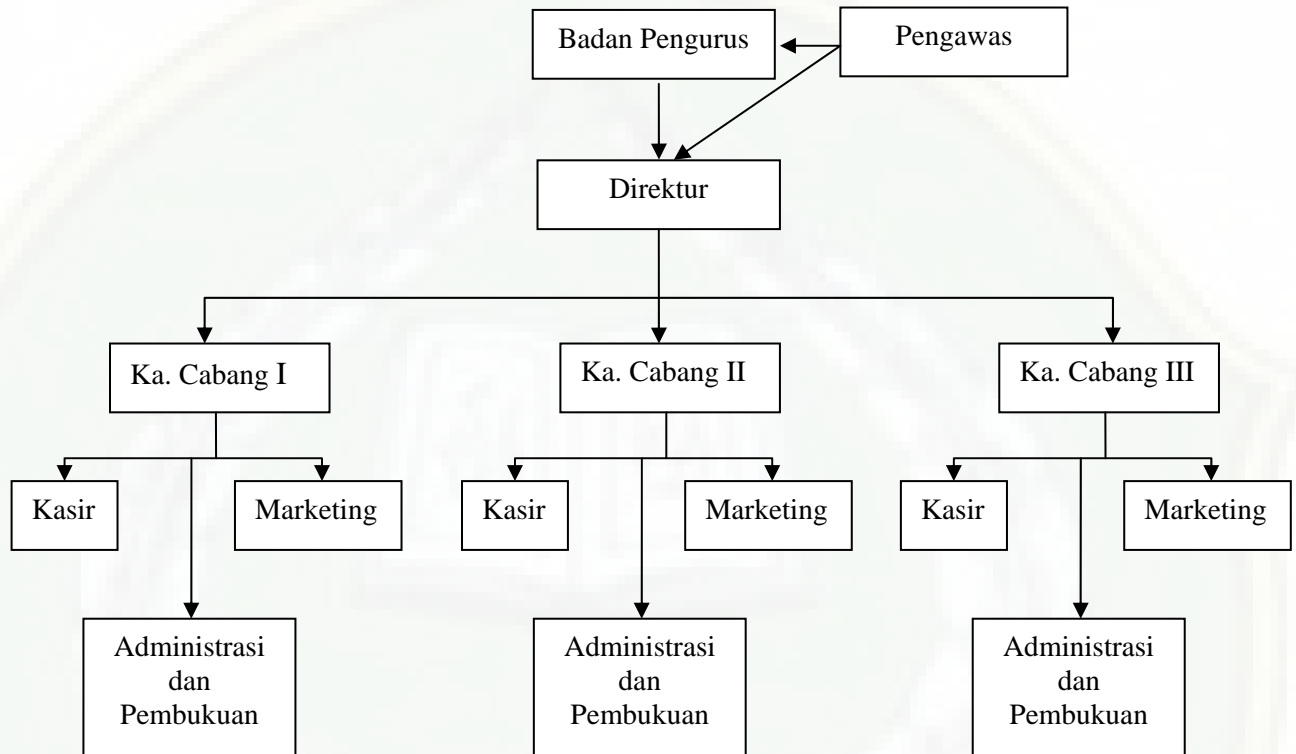 Badan Pengurus
Pengawas
Direktur
Ka. Cabang I
Ka. Cabang II
Ka. Cabang III
Kasir
Marketing
Kasir
Marketing
Kasir
Marketing
Administrasi
dan
Pembukuan
Administrasi
dan
Pembukuan
Administrasi
dan
Pembukuan